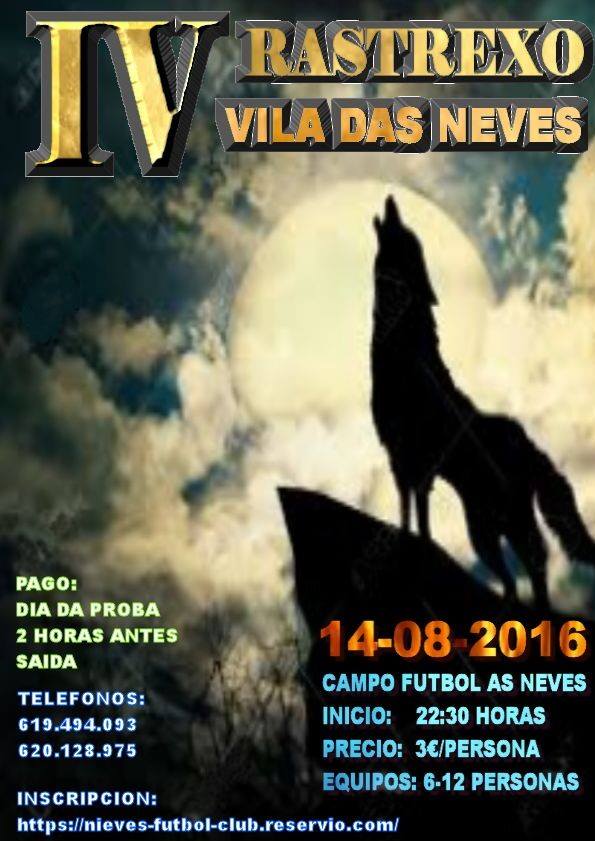 IV RASTREXO
VILA DAS NEVES
PAGO:
DIA DA PROBA
2 HORAS ANTES
SAIDA
TELEFONOS:
619.494.093
620.128.975
INSCRIPCION:
https://nieves-futbol-club.reservio.com/
14-08-2016
CAMPO FUTBOL AS NEVES
INICIO: 22:30 HORAS
PRECIO: 3€/PERSONA
EQUIPOS: 6-12 PERSONAS